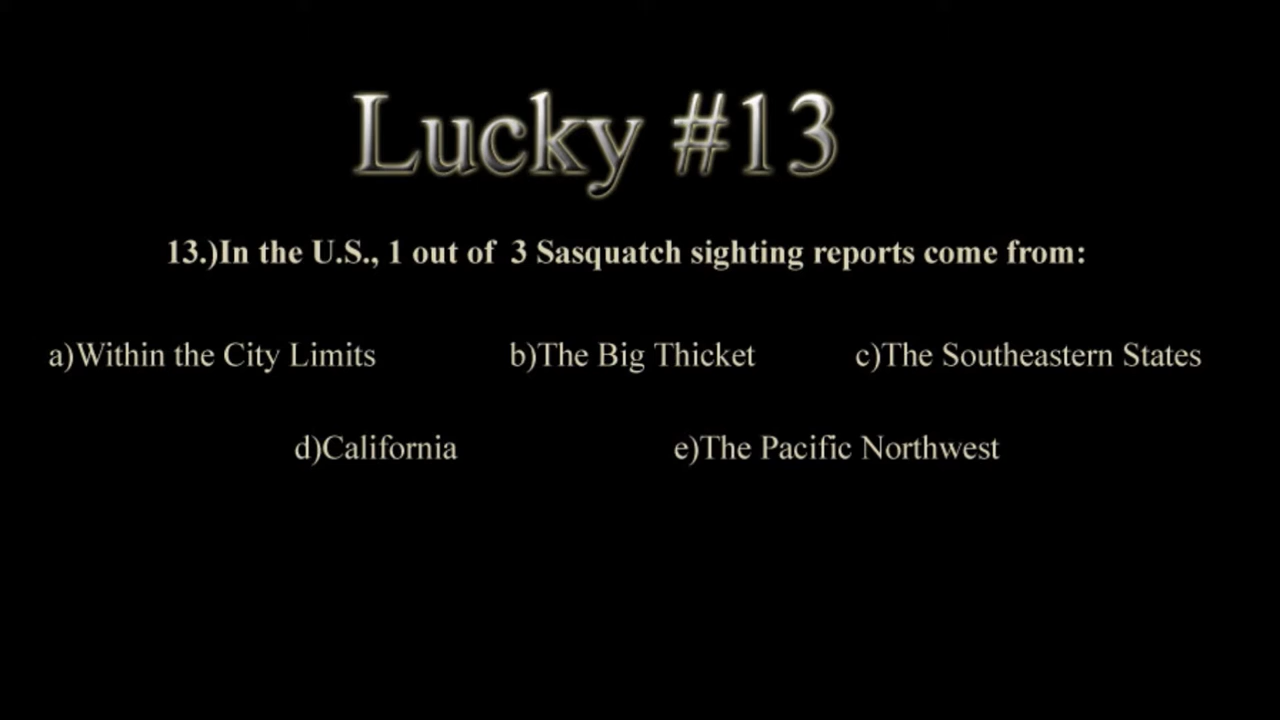 Lucky #13
13.)In the U.S., 1 out of  3 Sasquatch sighting reports come from:
a)Within the City Limits b)The Big Thicket c)The Southeastern States
d)California e)The Pacific Northwest